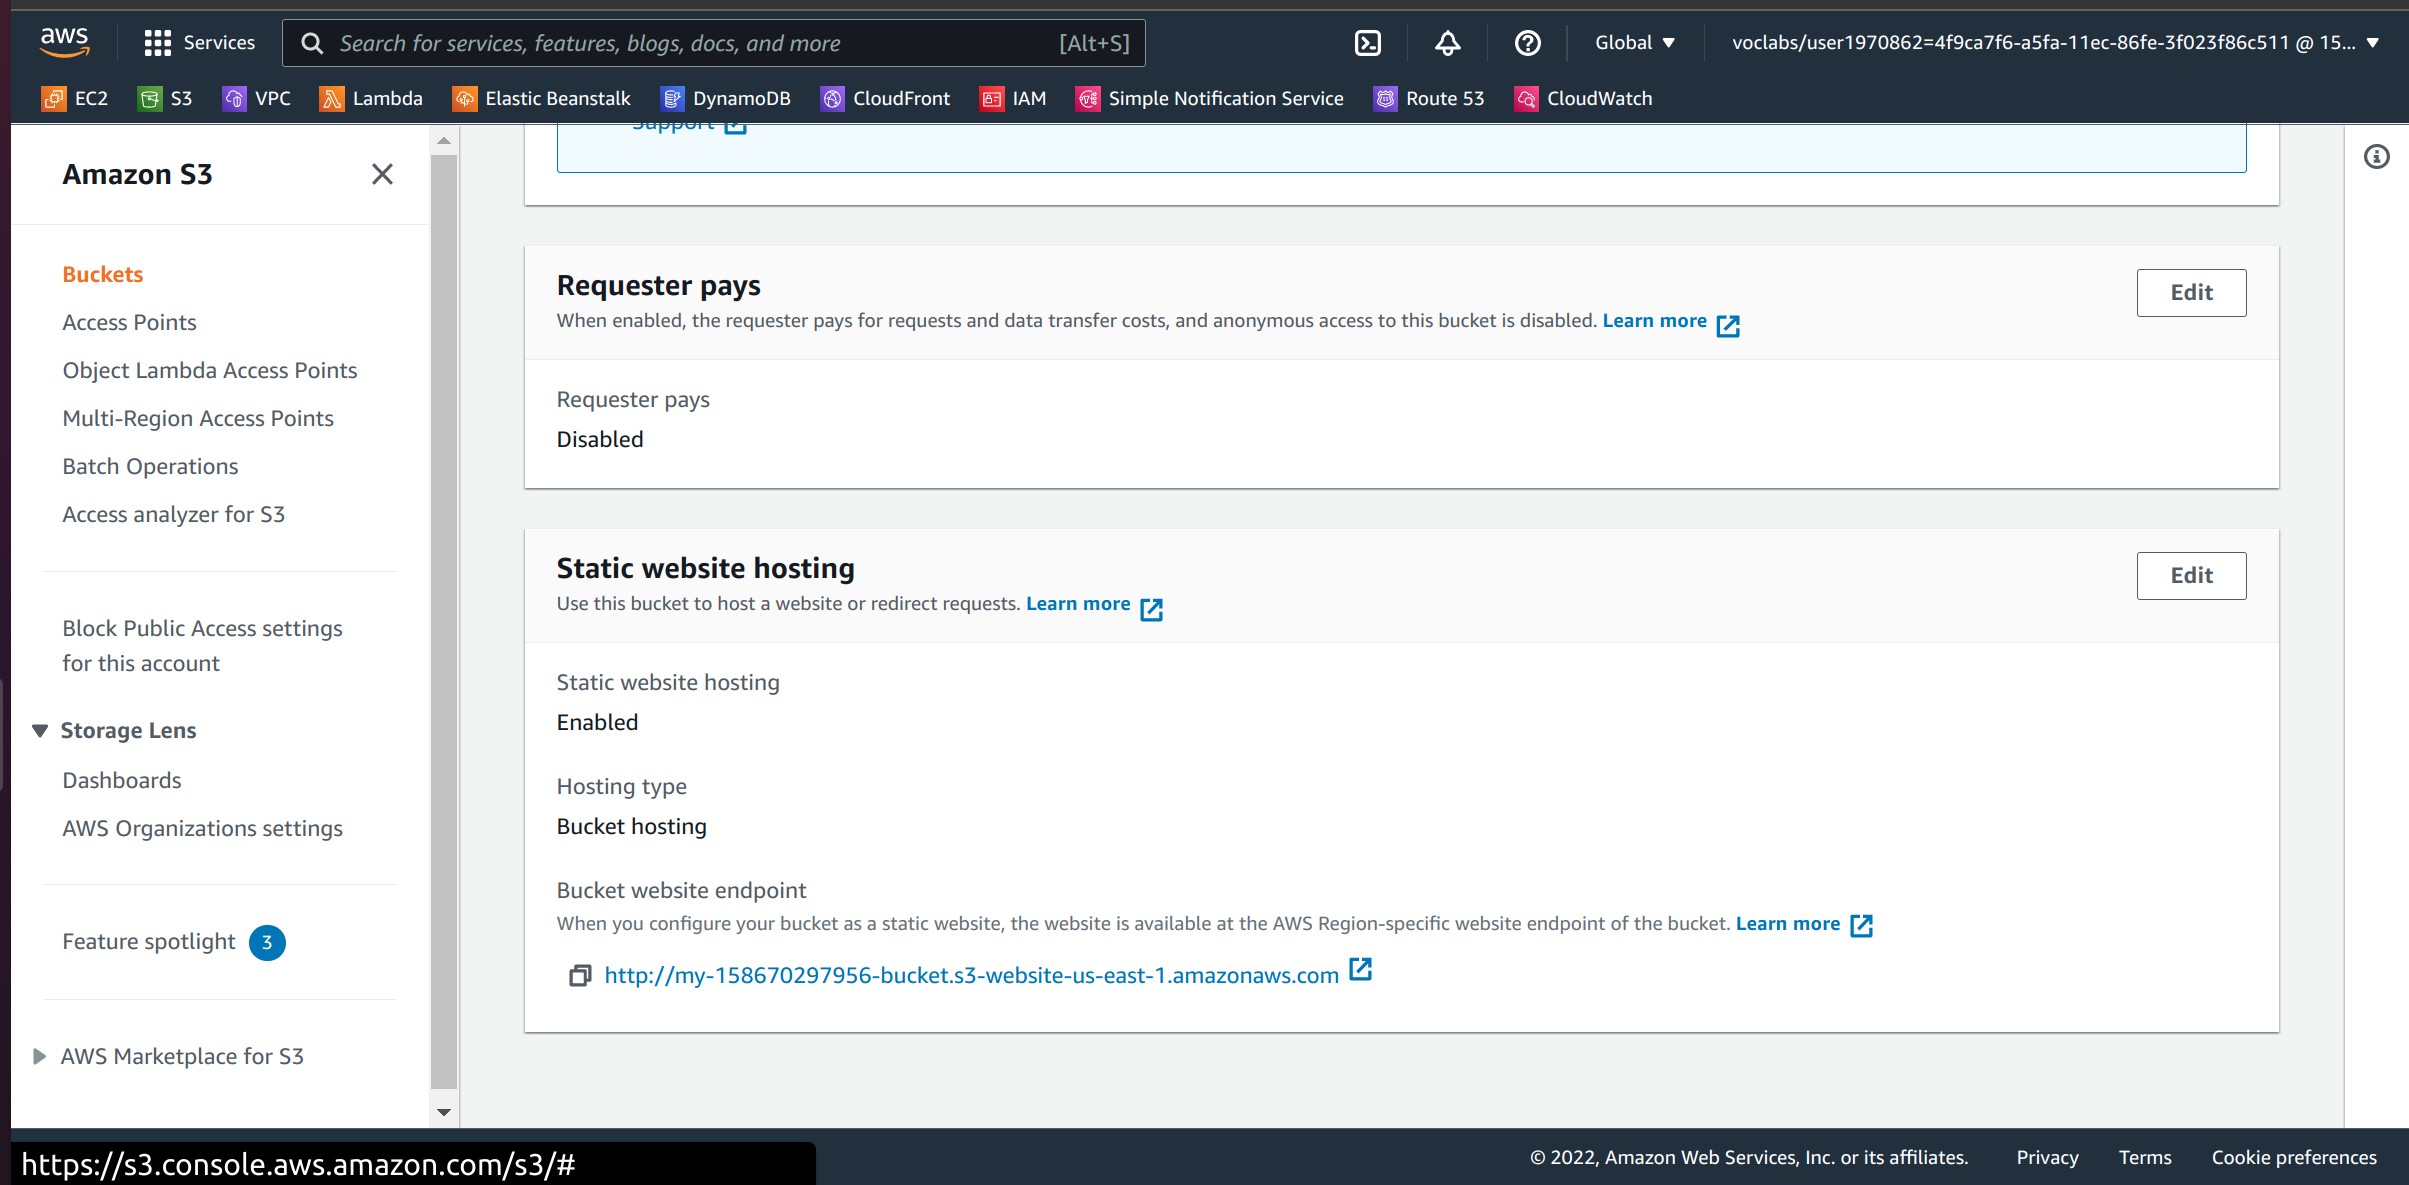 aws
Services
Search for services, features, blogs, docs, and more
[Alt+S]
Global
voclabs/user1970862=4f9ca7f6-a5fa-11ec-86fe-3f023f86c511 @ 15...
EC2
S3
VPC
Lambda
Elastic Beanstalk
DynamoDB
CloudFront
IAM
Simple Notification Service
Route 53
CloudWatch
Amazon S3
Buckets
Access Points
Object Lambda Access Points
Multi-Region Access Points
Batch Operations
Access analyzer for S3
Block Public Access settings
for this account
Storage Lens
Dashboards
AWS Organizations settings
Feature spotlight
3
AWS Marketplace for S3
Support
Requester pays
When enabled, the requester pays for requests and data transfer costs, and anonymous access to this bucket is disabled. Learn more
Edit
Requester pays
Disabled
Static website hosting
Use this bucket to host a website or redirect requests. Learn more
Edit
Static website hosting
Enabled
Hosting type
Bucket hosting
Bucket website endpoint
When you configure your bucket as a static website, the website is available at the AWS Region-specific website endpoint of the bucket. Learn more
http://my-158670297956-bucket.s3-website-us-east-1.amazonaws.com
https://s3.console.aws.amazon.com/s3/#
© 2022, Amazon Web Services, Inc. or its affiliates.
Privacy
Terms
Cookie preferences